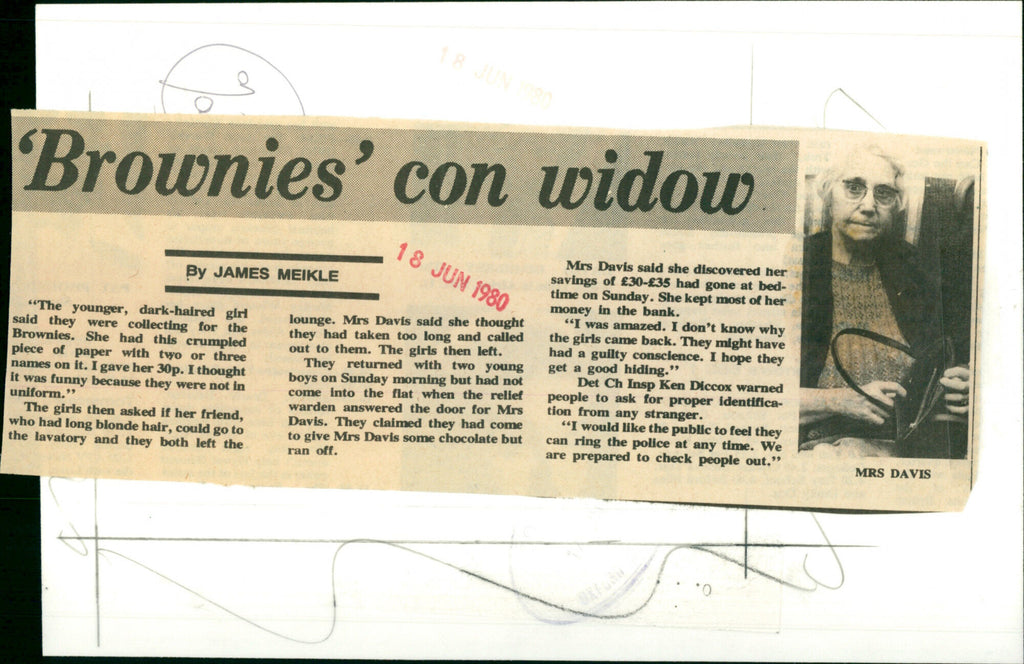 18 JUN 1980
'Brownies' con widow
By JAMES MEIKLE
18 JUN 1980
"The younger, dark-haired girl
said they were collecting for the
Brownies. She had this crumpled
piece of paper with two or three
names on it. I gave her 30p. I thought
it was funny because they were not in
uniform."
The girls then asked if her friend,
who had long blonde hair, could go to
the lavatory and they both left the
lounge. Mrs Davis said she thought
they had taken too long and called
out to them. The girls then left.
They returned with two young
boys on Sunday morning but had not
come into the flat when the relief
warden answered the door for Mrs
Davis. They claimed they had come
to give Mrs Davis some chocolate but
ran off.
Mrs Davis said she discovered her
savings of £30-£35 had gone at bed-
time on Sunday. She kept most of her
money in the bank.
"I was amazed. I don't know why
the girls came back. They might have
had a guilty conscience. I hope they
get a good hiding."
Det Ch Insp Ken Diccox warned
people to ask for proper identifica-
tion from any stranger.
"I would like the public to feel they
can ring the police at any time. We
are prepared to check people out."
MRS DAVIS